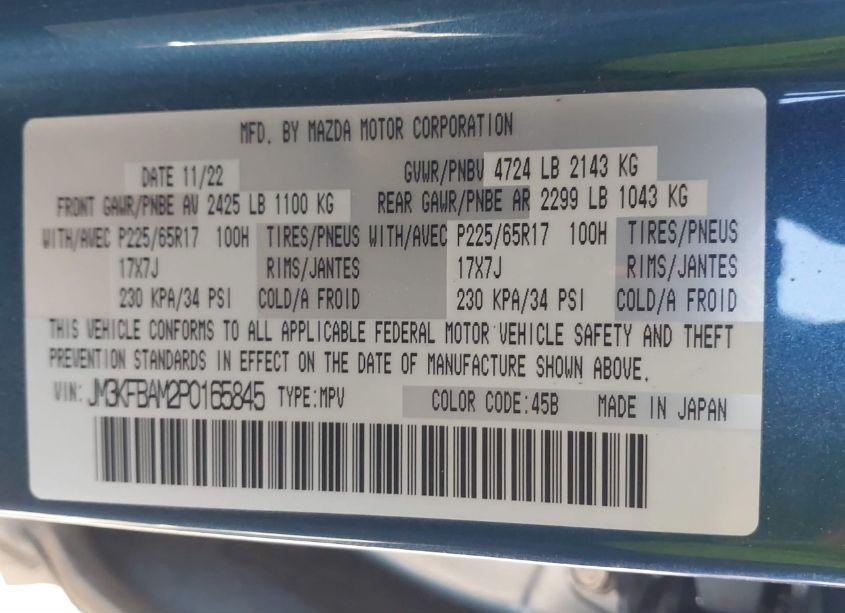 MFD. BY MAZDA MOTOR CORPORATION
DATE 11/22 GVWR/PNBV 4724 LB 2143 KG
FRONT GAWR/PNBE AV 2425 LB 1100 KG REAR GAWR/PNBE AR 2299 LB 1043 KG
WITH/AVEC P225/65R17 100H TIRES/PNEUS WITH/AVEC P225/65R17 100H TIRES/PNEUS
17X7J RIMS/JANTES 17X7J RIMS/JANTES
230 KPA/34 PSI COLD/A FROID 230 KPA/34 PSI COLD/A FROID
THIS VEHICLE CONFORMS TO ALL APPLICABLE FEDERAL MOTOR VEHICLE SAFETY AND THEFT
PREVENTION STANDARDS IN EFFECT ON THE DATE OF MANUFACTURE SHOWN ABOVE.
VIN: JM3KFBAM2P0165845 TYPE:MPV COLOR CODE:45B MADE IN JAPAN